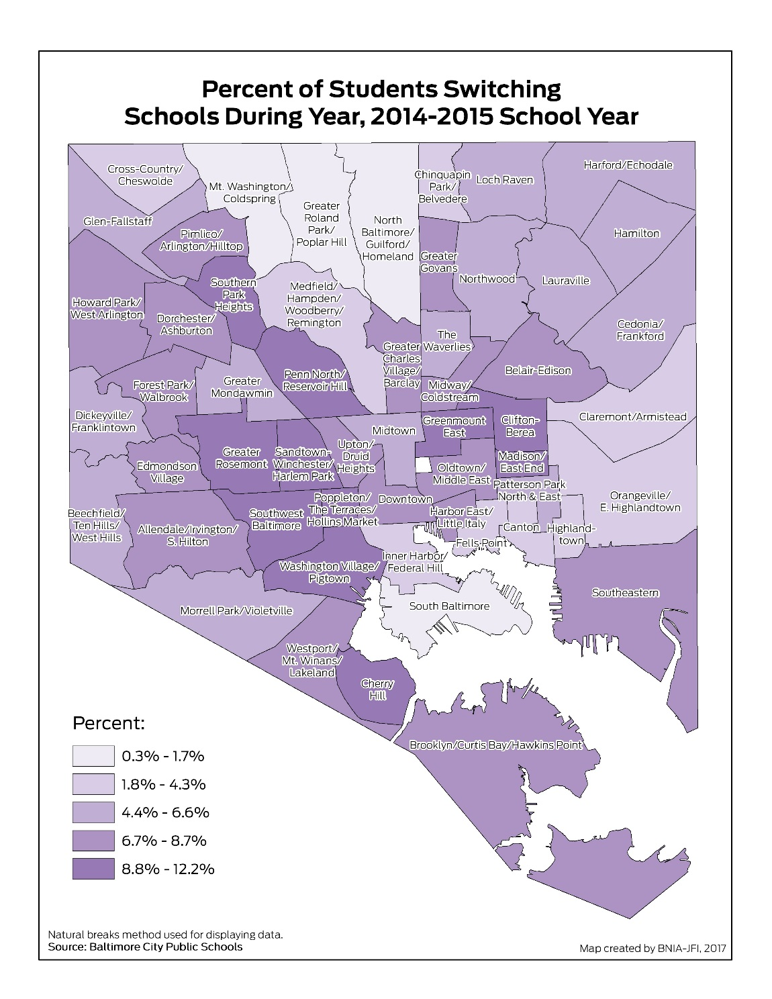 Percent of Students Switching
Schools During Year, 2014-2015 School Year
Cross-Country/
Cheswolde
Mt. Washington/
Coldspring
Greater
Roland
Park/
Poplar Hill
North
Baltimore/
Guilford/
Homeland
Chinquapin
Park/
Belvedere
Loch Raven
Harford/Echodale
Glen-Fallstaff
Pimlico/
Arlington/Hilltop
Greater
Govans
Hamilton
Northwood
Lauraville
Southern
Park
Heights
Medfield/
Hampden/
Woodberry/
Remington
Howard Park/
West Arlington
Dorchester/
Ashburton
Cedonia/
Frankford
The
Waverlies
Greater
Charles
Village/
Barclay
Belair-Edison
Penn North/
Reservoir Hill
Greater
Mondawmin
Forest Park/
Walbrook
Midway/
Coldstream
Dickeyville/
Franklintown
Claremont/Armistead
Midtown
Greenmount
East
Clifton-
Berea
Greater
Rosemont
Sandtown-
Winchester/
Harlem Park
Upton/
Druid
Heights
Edmondson
Village
Oldtown/
Middle East
Madison/
East End
Patterson Park
North & East
Orangeville/
E. Highlandtown
Beechfield/
Ten Hills/
West Hills
Allendale/Irvington/
S. Hilton
Southwest
Baltimore
Poppleton/
The Terraces/
Hollins Market
Downtown
Harbor East/
Little Italy
Canton
Highland-
town
Fells Point
Inner Harbor/
Federal Hill
Washington Village/
Pigtown
Southeastern
South Baltimore
Morrell Park/Violetville
Westport/
Mt. Winans/
Lakeland
Cherry
Hill
Brooklyn/Curtis Bay/Hawkins Point
Percent:
0.3% - 1.7%
1.8% - 4.3%
4.4% - 6.6%
6.7% - 8.7%
8.8% - 12.2%
Natural breaks method used for displaying data.
Source: Baltimore City Public Schools
Map created by BNIA-JFI, 2017